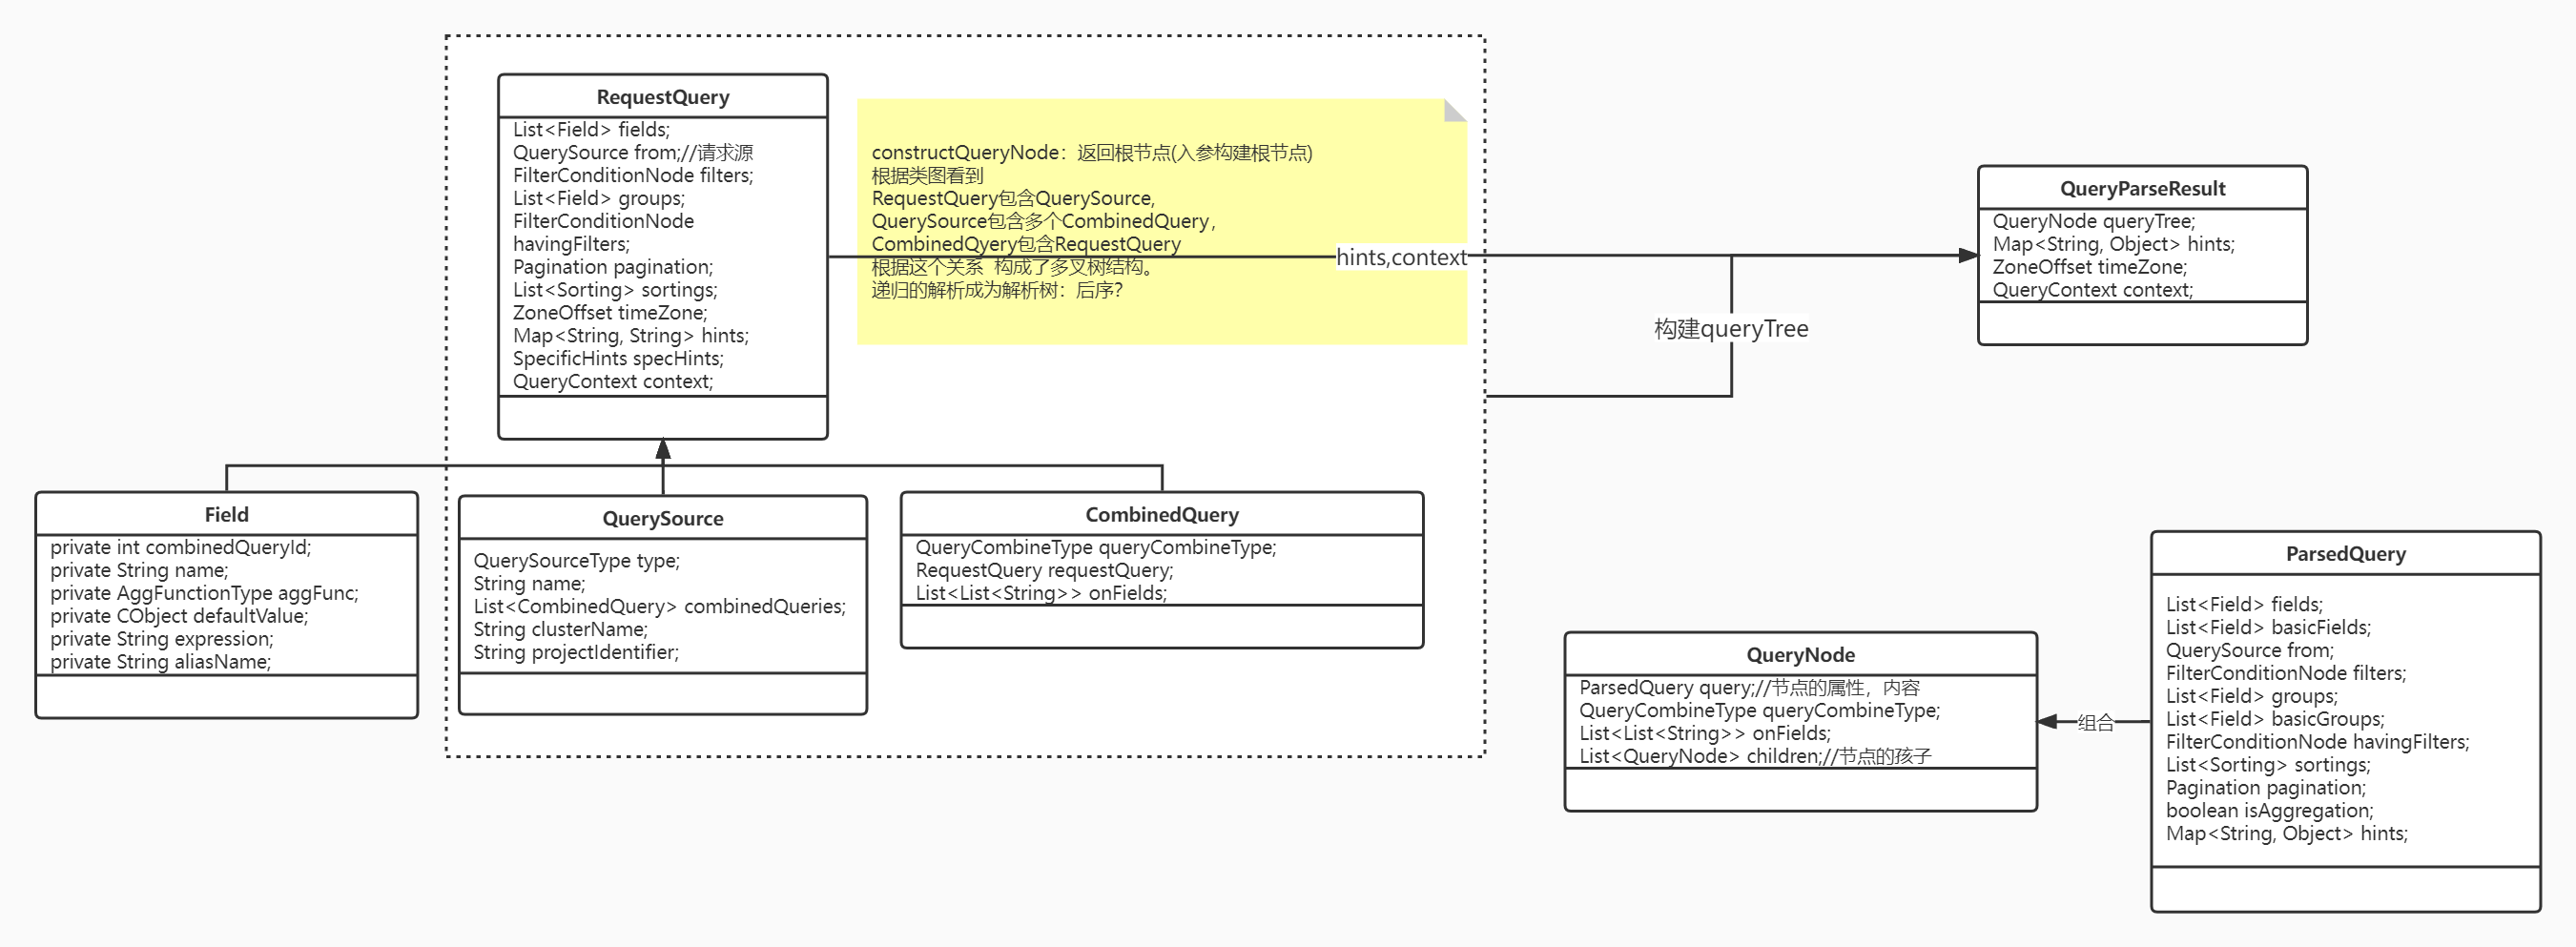 RequestQuery
List<Field> fields;
QuerySource from;//请求源
FilterConditionNode filters;
List<Field> groups;
FilterConditionNode
havingFilters;
Pagination pagination;
List<Sorting> sortings;
ZoneOffset timeZone;
Map<String, String> hints;
SpecificHints specHints;
QueryContext context;
constructQueryNode：返回根节点(入参构建根节点)
根据类图看到
RequestQuery包含QuerySource,
QuerySource包含多个CombinedQuery，
CombinedQyery包含RequestQuery
根据这个关系 构成了多叉树结构。
递归的解析成为解析树：后序?
hints,context
构建queryTree
QueryParseResult
QueryNode queryTree;
Map<String, Object> hints;
ZoneOffset timeZone;
QueryContext context;
Field
private int combinedQueryId;
private String name;
private AggFunctionType aggFunc;
private CObject defaultValue;
private String expression;
private String aliasName;
QuerySource
QuerySourceType type;
String name;
List<CombinedQuery> combinedQueries;
String clusterName;
String projectIdentifier;
CombinedQuery
QueryCombineType queryCombineType;
RequestQuery requestQuery;
List<List<String>> onFields;
QueryNode
ParsedQuery query;//节点的属性，内容
QueryCombineType queryCombineType;
List<List<String>> onFields;
List<QueryNode> children;//节点的孩子
组合
ParsedQuery
List<Field> fields;
List<Field> basicFields;
QuerySource from;
FilterConditionNode filters;
List<Field> groups;
List<Field> basicGroups;
FilterConditionNode havingFilters;
List<Sorting> sortings;
Pagination pagination;
boolean isAggregation;
Map<String, Object> hints;